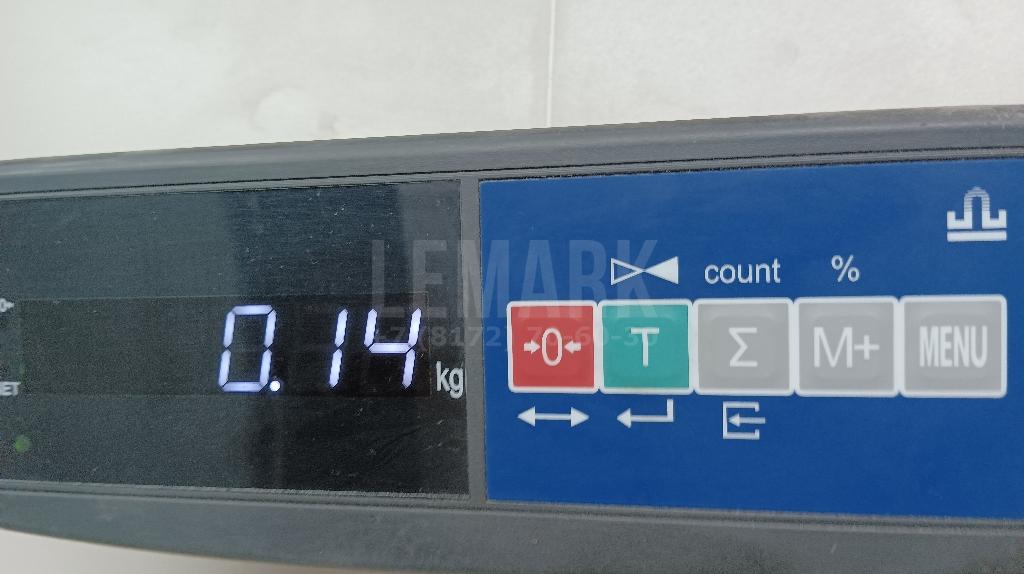 LEMARK
count %
0.14 kg
→0← T Σ M+ MENU